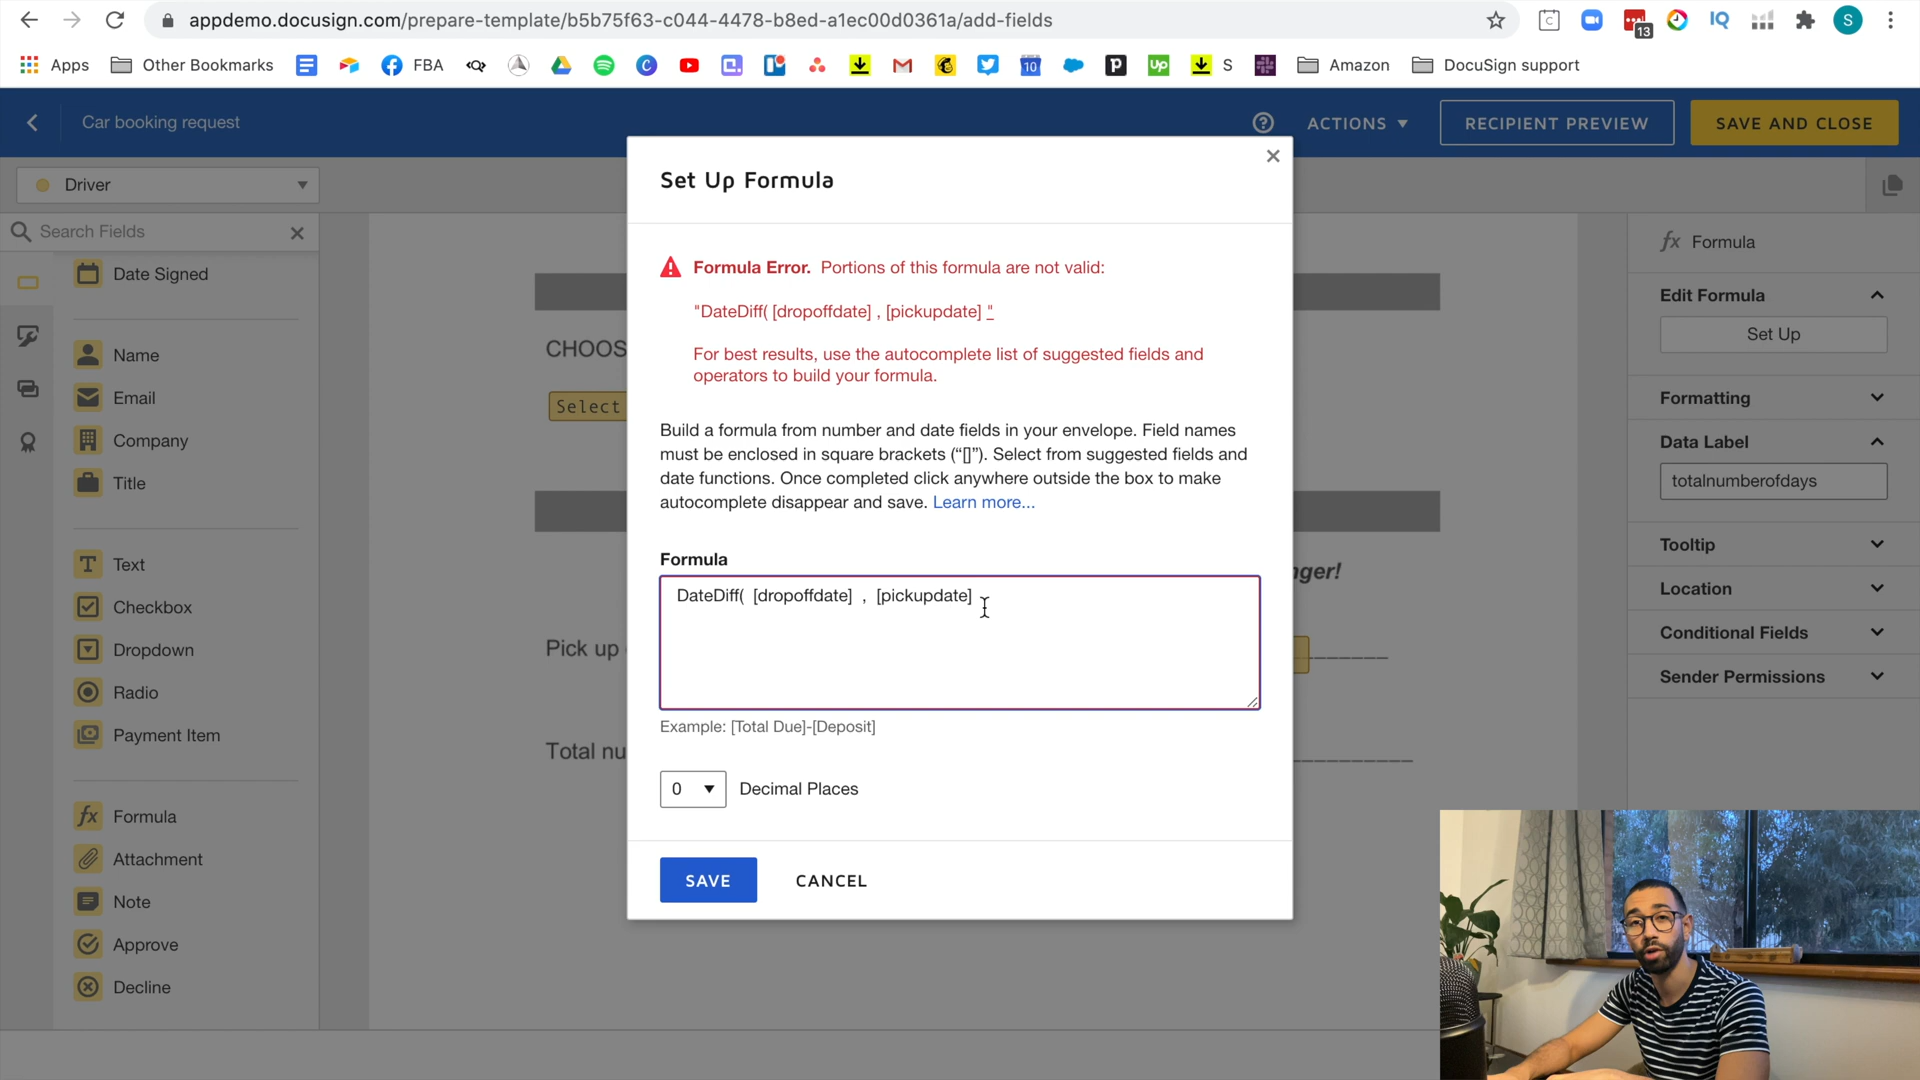 appdemo.docusign.com/prepare-template/b5b75f63-c044-4478-b8ed-a1ec00d0361a/add-fields
13
S
Apps
Other Bookmarks
FBA
10
S
Amazon
DocuSign support
Car booking request
ACTIONS
RECIPIENT PREVIEW
SAVE AND CLOSE
Driver
Search Fields
Date Signed
Name
Email
Company
Title
Text
Checkbox
Dropdown
Radio
Payment Item
Formula
Attachment
Note
Approve
Decline
CHOOS
Select
nger!
Pick up
Total nu
Set Up Formula
Formula Error. Portions of this formula are not valid:
"DateDiff( [dropoffdate] , [pickupdate] "
For best results, use the autocomplete list of suggested fields and
operators to build your formula.
Build a formula from number and date fields in your envelope. Field names
must be enclosed in square brackets (“[]”). Select from suggested fields and
date functions. Once completed click anywhere outside the box to make
autocomplete disappear and save. Learn more...
Formula
DateDiff( [dropoffdate] , [pickupdate]
Example: [Total Due]-[Deposit]
0
Decimal Places
SAVE
CANCEL
fx Formula
Edit Formula
Set Up
Formatting
Data Label
totalnumberofdays
Tooltip
Location
Conditional Fields
Sender Permissions